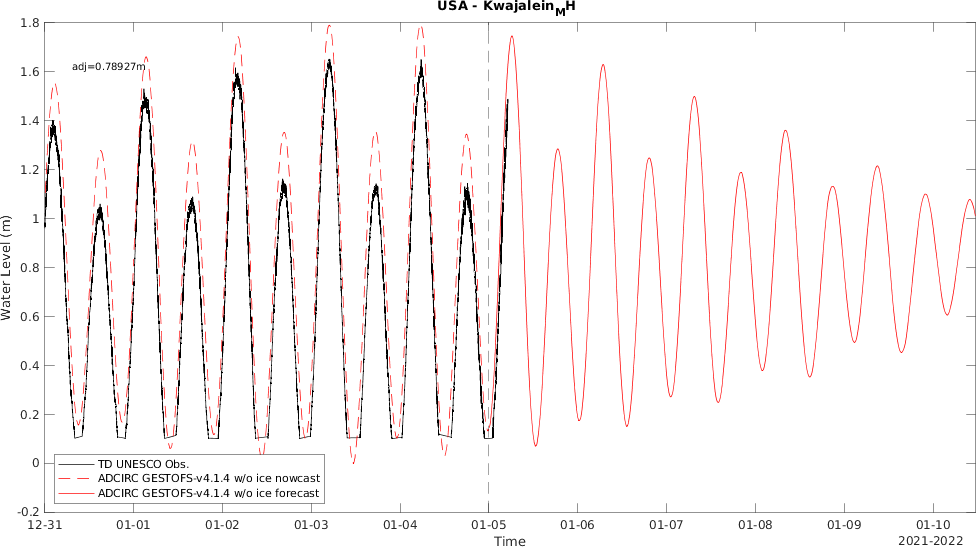 USA - KwajaleinMH
adj=0.78927m
Water Level (m)
1.8
1.6
1.4
1.2
1
0.8
0.6
0.4
0.2
0
-0.2
TD UNESCO Obs.
ADCIRC GESTOFS-v4.1.4 w/o ice nowcast
ADCIRC GESTOFS-v4.1.4 w/o ice forecast
12-31 01-01 01-02 01-03 01-04 01-05 01-06 01-07 01-08 01-09 01-10
Time
2021-2022